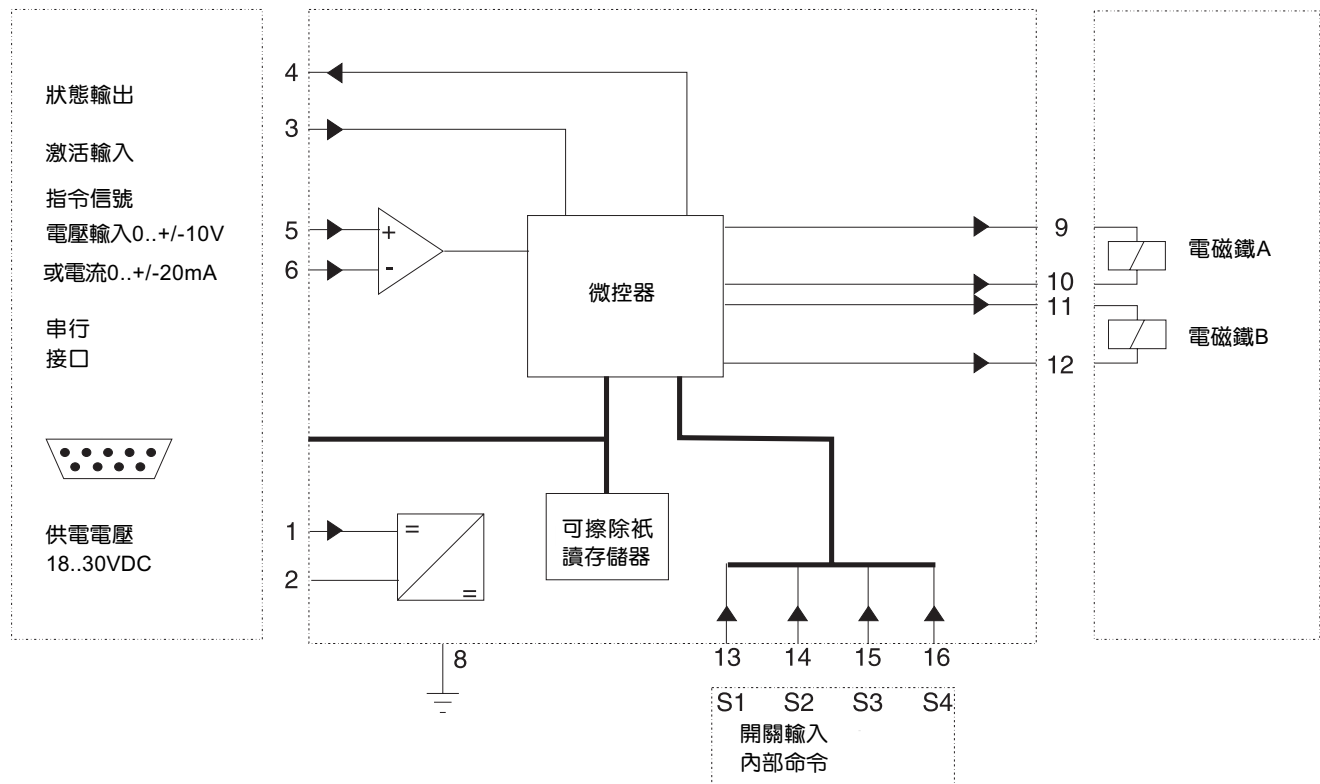 狀態輸出
激活輸入
指令信號
電壓輸入0..+/-10V
或電流0..+/-20mA
串行
接口
供電電壓
18..30VDC
4
3
5
6
1
2
8
+
-
微控器
可擦除衹
讀存儲器
=
=
9
10
11
12
電磁鐵A
電磁鐵B
13 14 15 16
S1 S2 S3 S4
開關輸入
內部命令